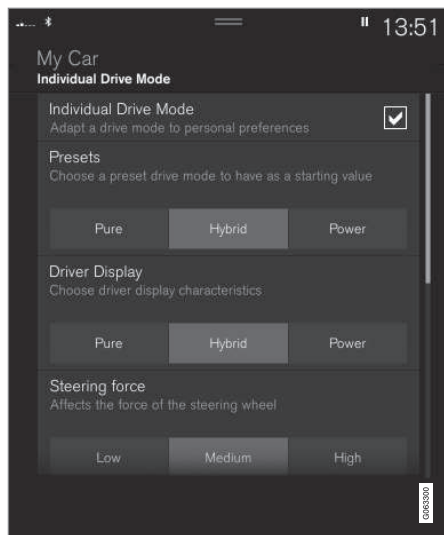 13:51
My Car
Individual Drive Mode
Individual Drive Mode
Adapt a drive mode to personal preferences
Presets
Choose a preset drive mode to have as a starting value
Pure Hybrid Power
Driver Display
Choose driver display characteristics
Pure Hybrid Power
Steering force
Affects the force of the steering wheel
Low Medium High
G063300